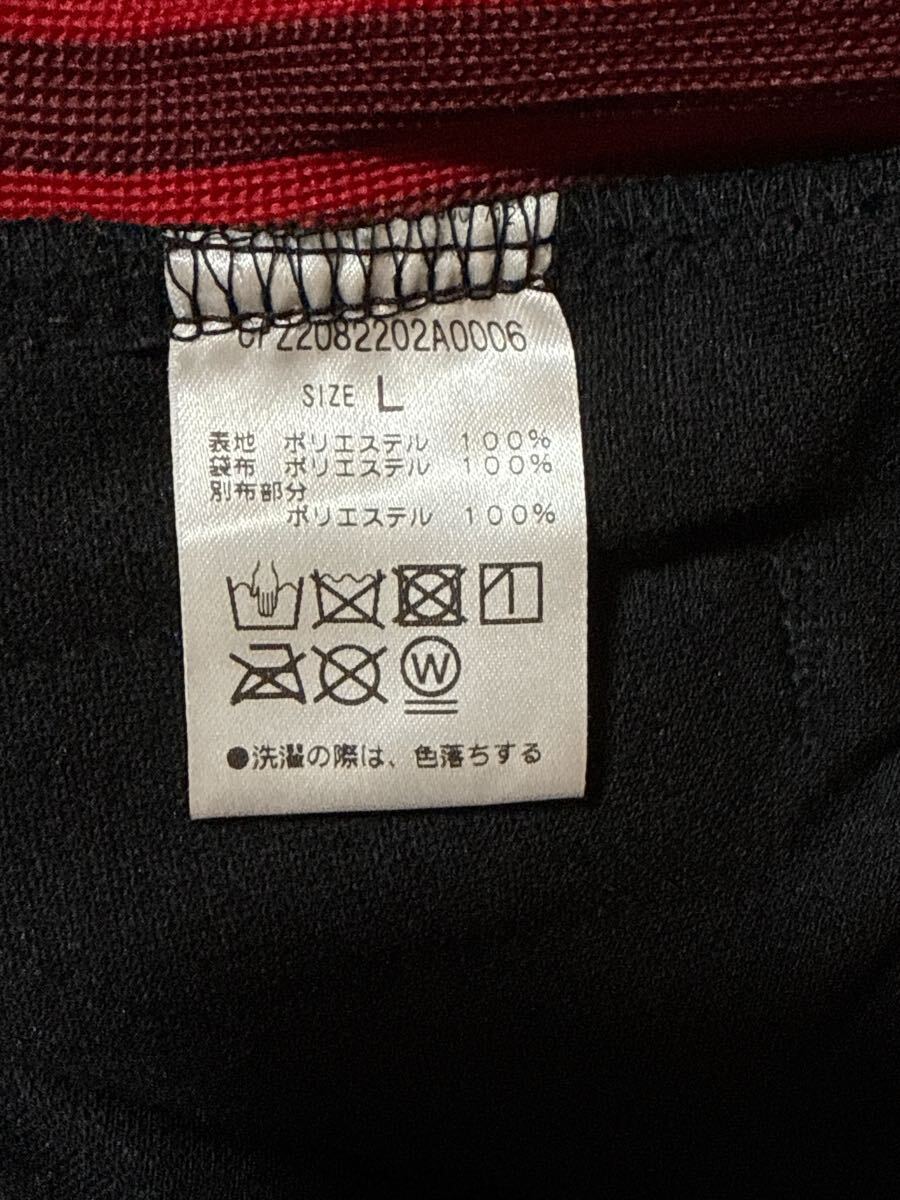 CPZ2082202A0006
SIZE L
表地 ポリエステル 100%
袋布 ポリエステル 100%
別布部分
ポリエステル 100%
W
●洗濯の際は、色落ちする